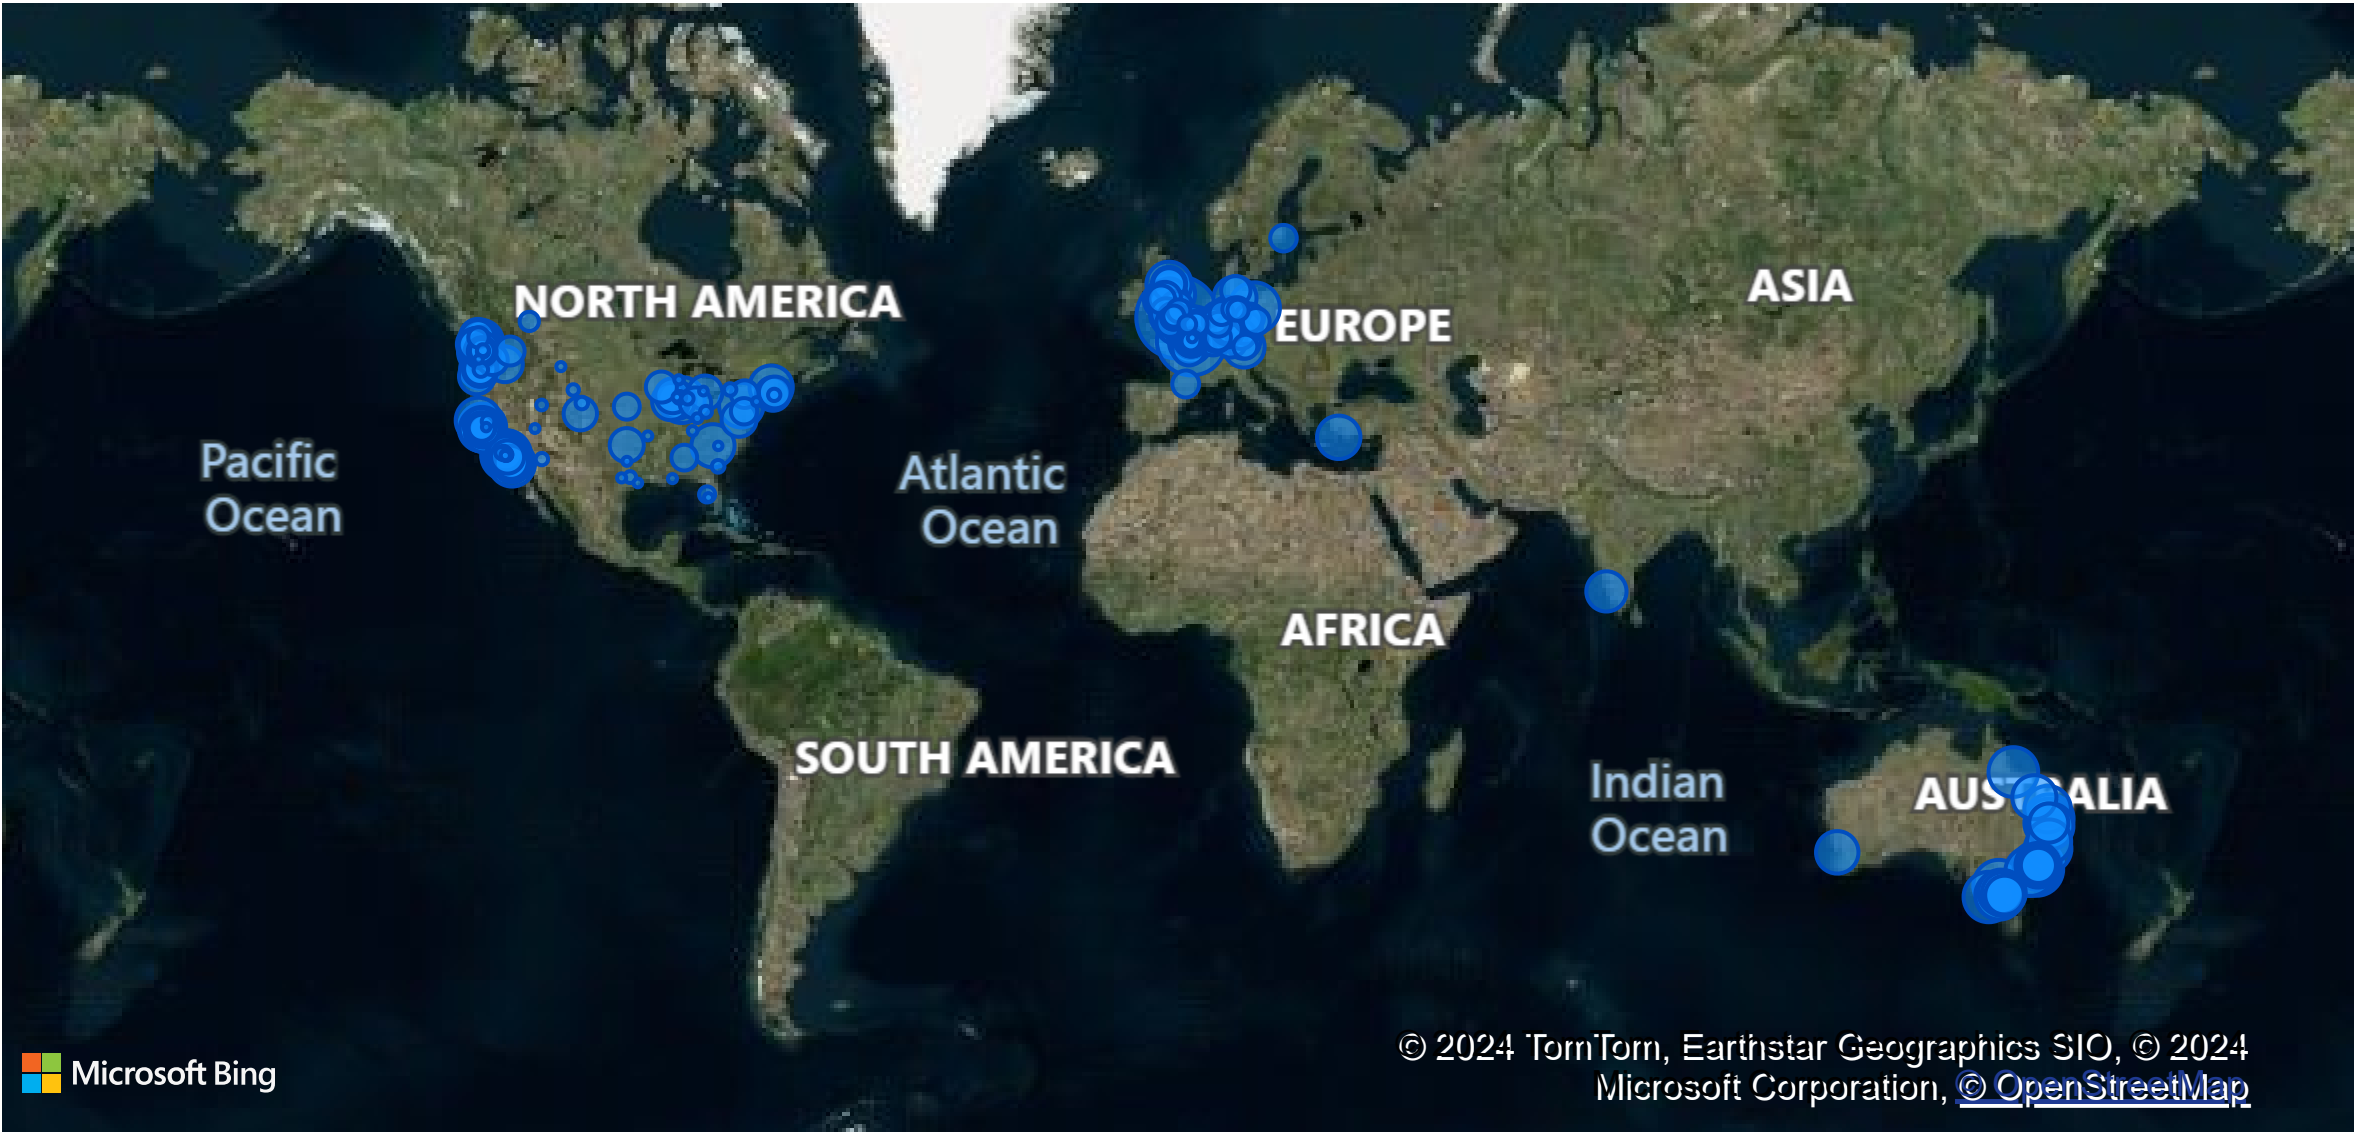 NORTH AMERICA
ASIA
EUROPE
Pacific
Ocean
Atlantic
Ocean
AFRICA
SOUTH AMERICA
Indian
Ocean
AUSTRALIA
Microsoft Bing
© 2024 TomTom, Earthstar Geographics SIO, © 2024
Microsoft Corporation, © OpenStreetMap